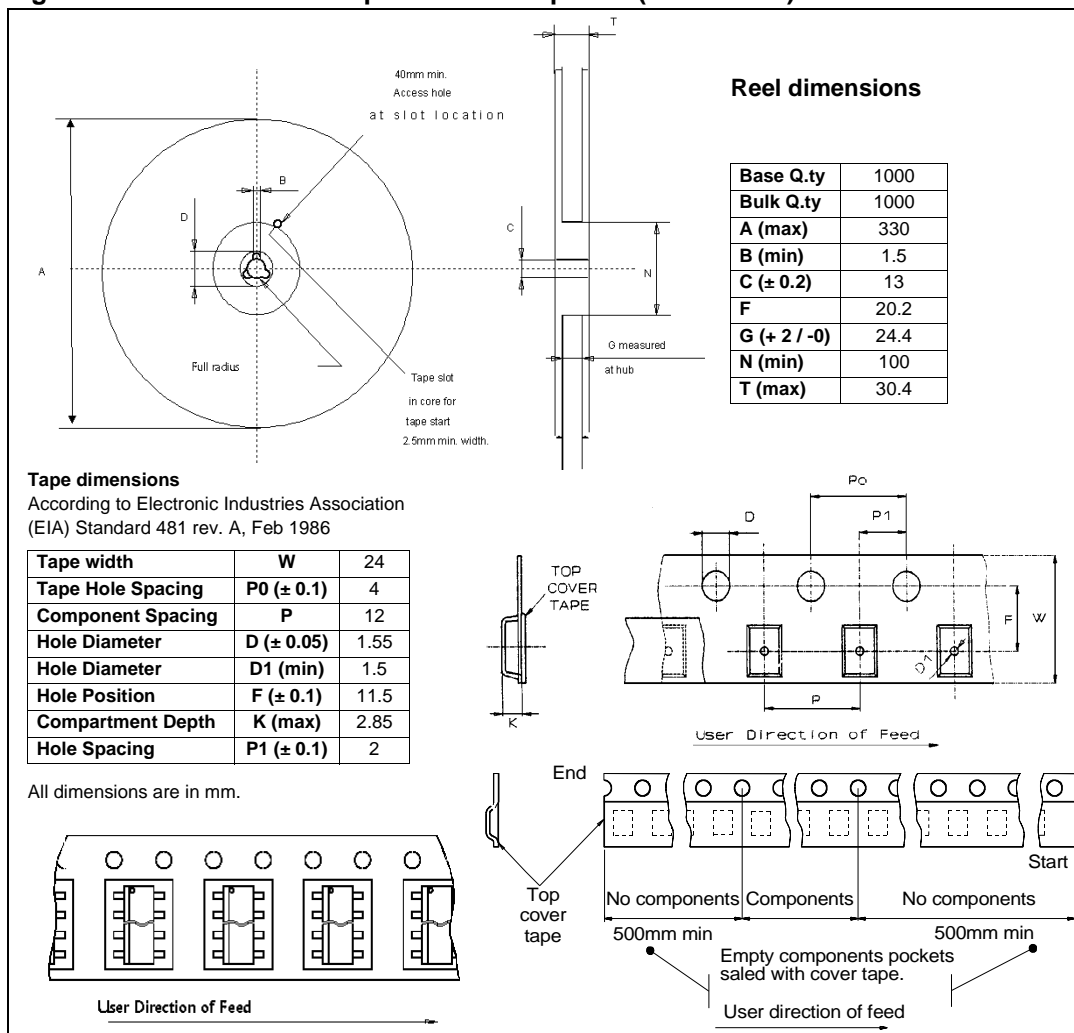 T
40mm min.
Access hole
at slot location
B
D
A
C
N
Full radius
Tape slot
in core for
tape start
2.5mm min. width.
G measured
at hub
Reel dimensions
Base Q.ty 1000
Bulk Q.ty 1000
A (max) 330
B (min) 1.5
C (± 0.2) 13
F 20.2
G (+ 2 / -0) 24.4
N (min) 100
T (max) 30.4
Tape dimensions
According to Electronic Industries Association
(EIA) Standard 481 rev. A, Feb 1986
Tape width W 24
Tape Hole Spacing P0 (± 0.1) 4
Component Spacing P 12
Hole Diameter D (± 0.05) 1.55
Hole Diameter D1 (min) 1.5
Hole Position F (± 0.1) 11.5
Compartment Depth K (max) 2.85
Hole Spacing P1 (± 0.1) 2
All dimensions are in mm.
Po
D
P1
TOP
COVER
TAPE
F
W
D1
P
K
User Direction of Feed
End
Start
Top
cover
tape
No components Components No components
500mm min 500mm min
Empty components pockets
saled with cover tape.
User direction of feed
User Direction of Feed